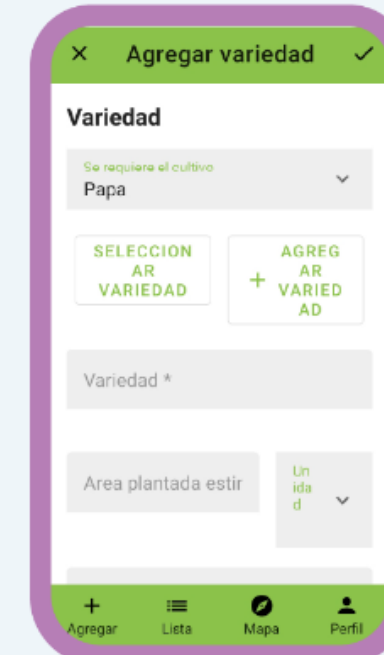 Agregar variedad
Variedad
Se requiere el cultivo
Papa
SELECCION
AR
VARIEDAD
+ AGREG
AR
VARIED
AD
Variedad *
Area plantada estir
Un
ida
d
Agregar Lista Mapa Perfil